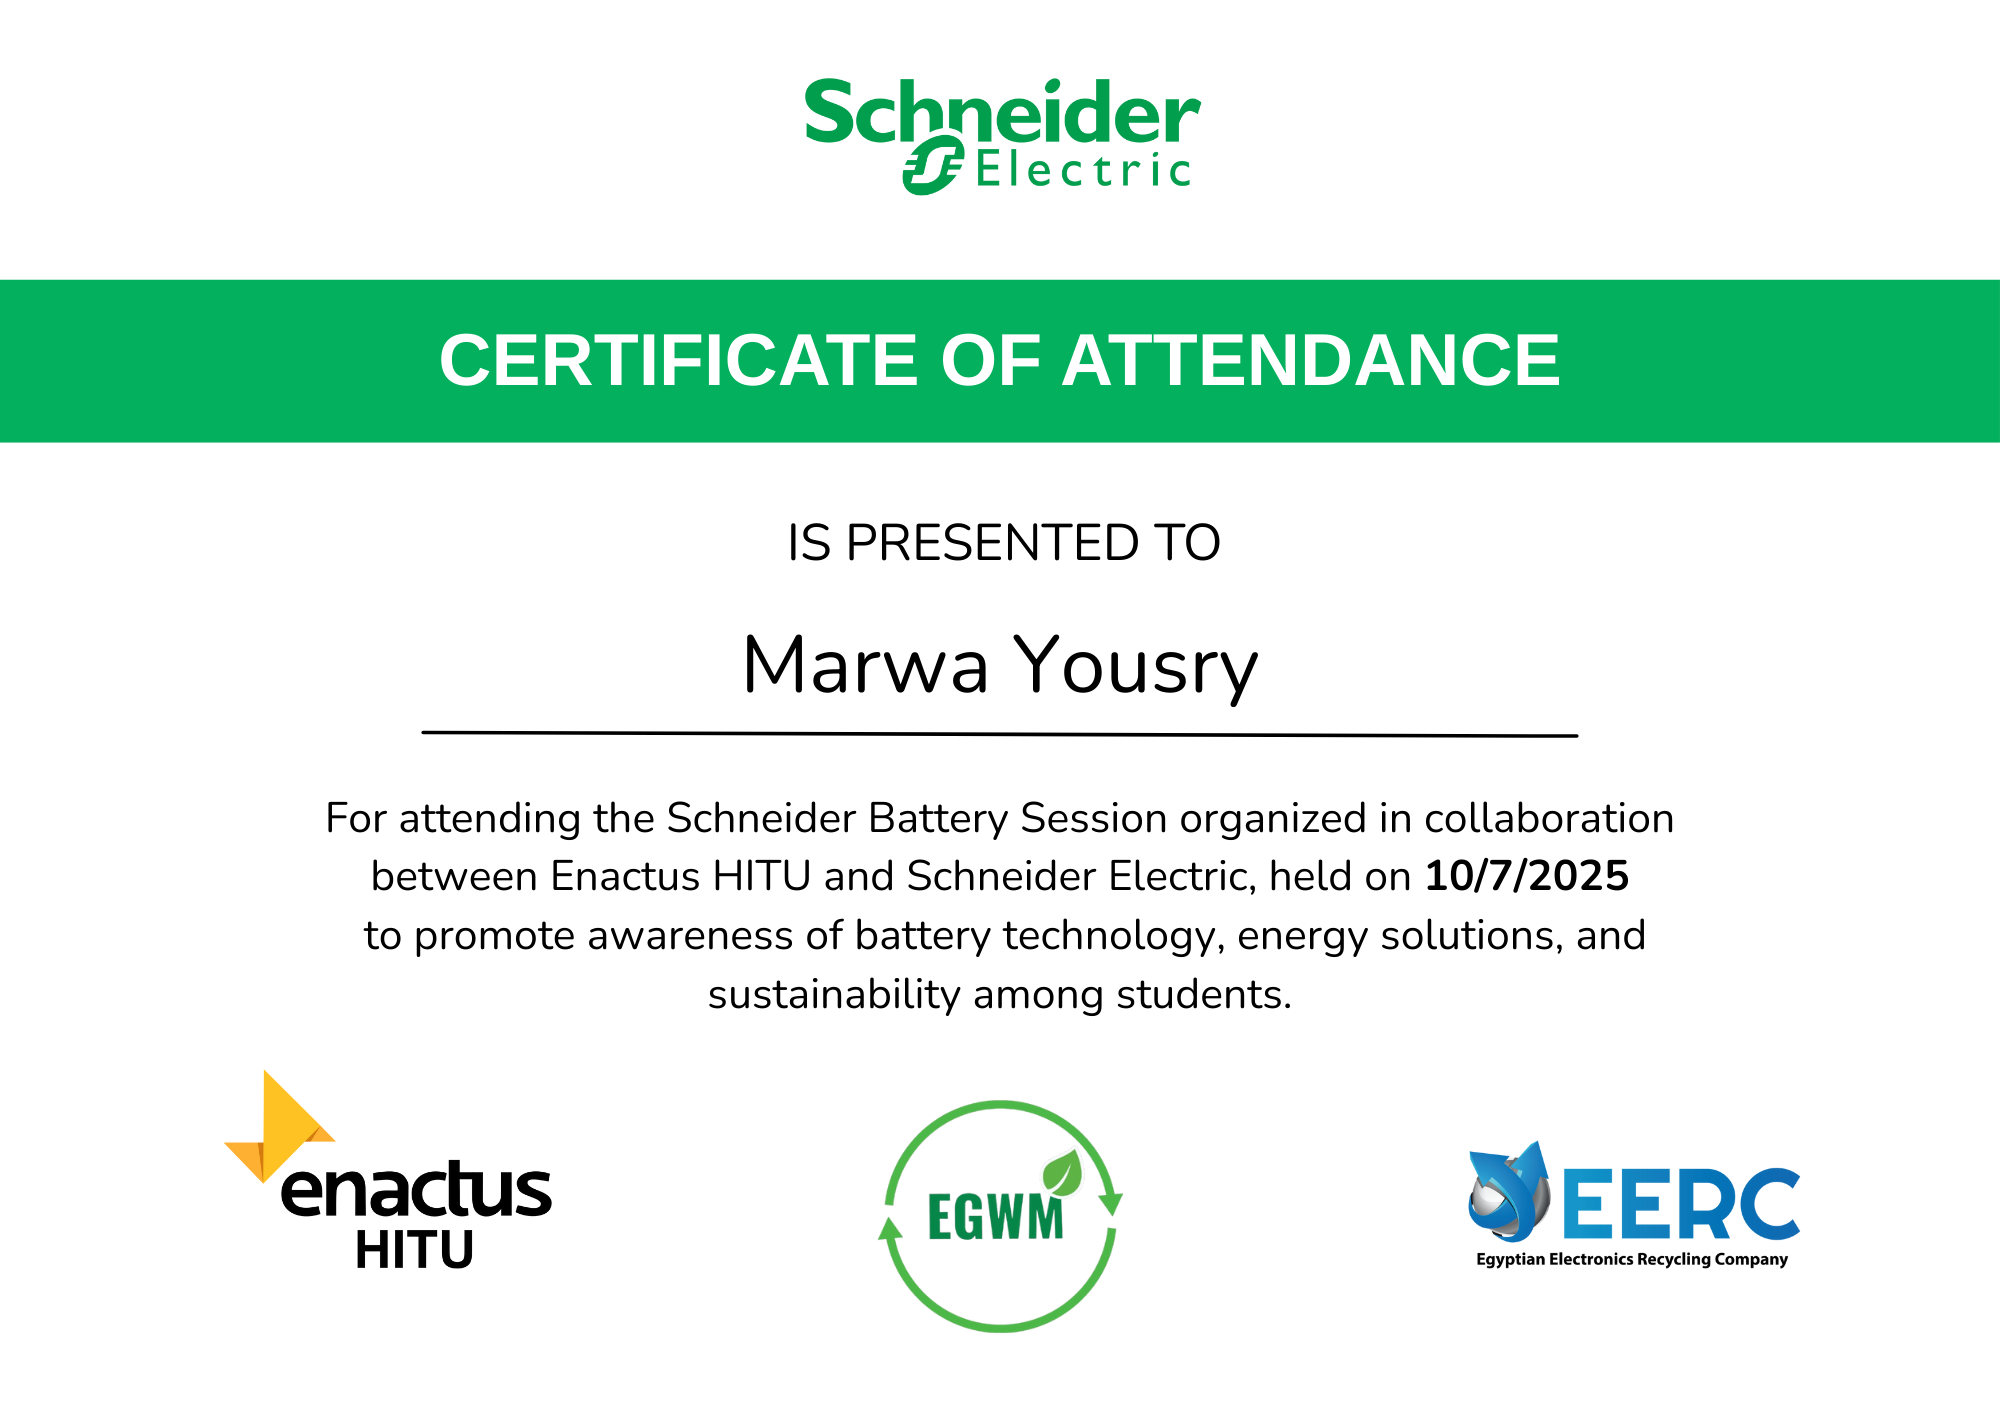 Schneider
Electric
CERTIFICATE OF ATTENDANCE
IS PRESENTED TO
Marwa Yousry
For attending the Schneider Battery Session organized in collaboration
between Enactus HITU and Schneider Electric, held on 10/7/2025
to promote awareness of battery technology, energy solutions, and
sustainability among students.
enactus
HITU
EGWM
EERC
Egyptian Electronics Recycling Company